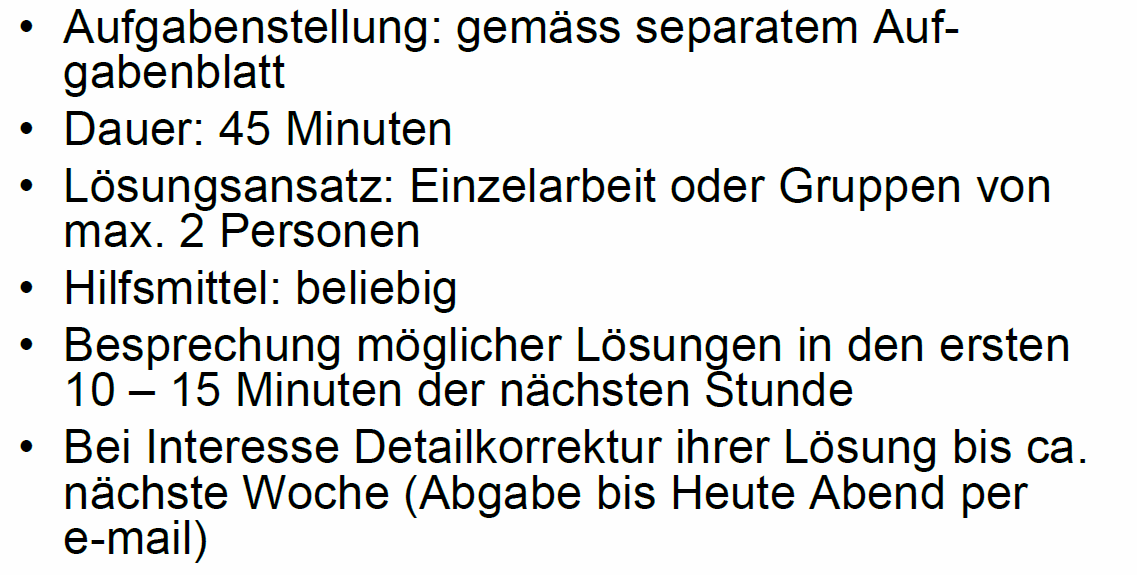 • Aufgabenstellung: gemäss separatem Auf-
gabenblatt
• Dauer: 45 Minuten
• Lösungsansatz: Einzelarbeit oder Gruppen von
max. 2 Personen
• Hilfsmittel: beliebig
• Besprechung möglicher Lösungen in den ersten
10 – 15 Minuten der nächsten Stunde
• Bei Interesse Detailkorrektur ihrer Lösung bis ca.
nächste Woche (Abgabe bis Heute Abend per
e-mail)